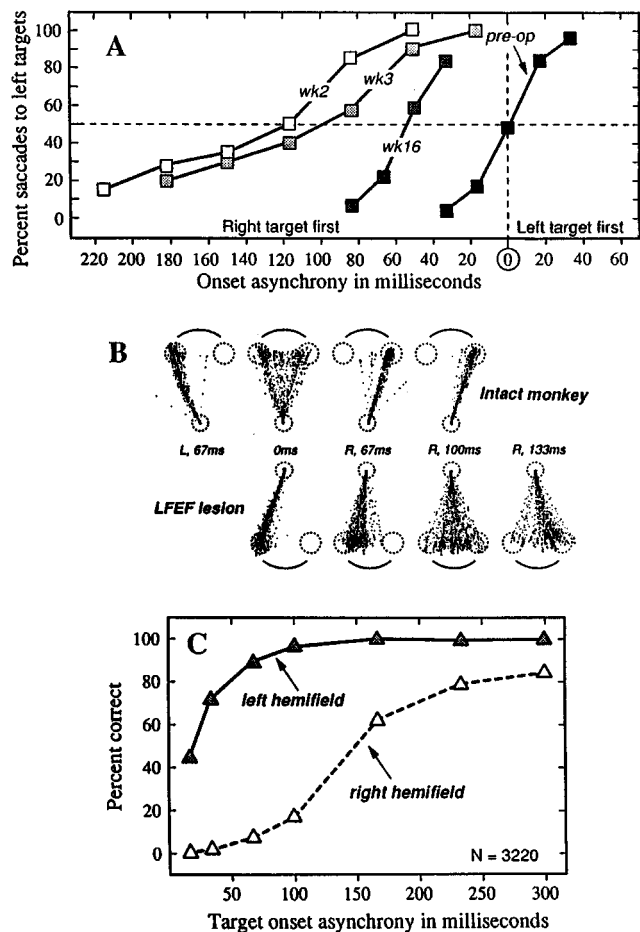 A
Percent saccades to left targets
100
80
60
40
20
0
wk2
wk3
wk16
pre-op
Right target first
Left target first
220 200 180 160 140 120 100 80 60 40 20 0 20 40 60
Onset asynchrony in milliseconds
B
Intact monkey
L, 67ms 0ms R, 67ms R, 100ms R, 133ms
LFEF lesion
C
Percent correct
100
80
60
40
20
0
left hemifield
right hemifield
N = 3220
50 100 150 200 250 300
Target onset asynchrony in milliseconds